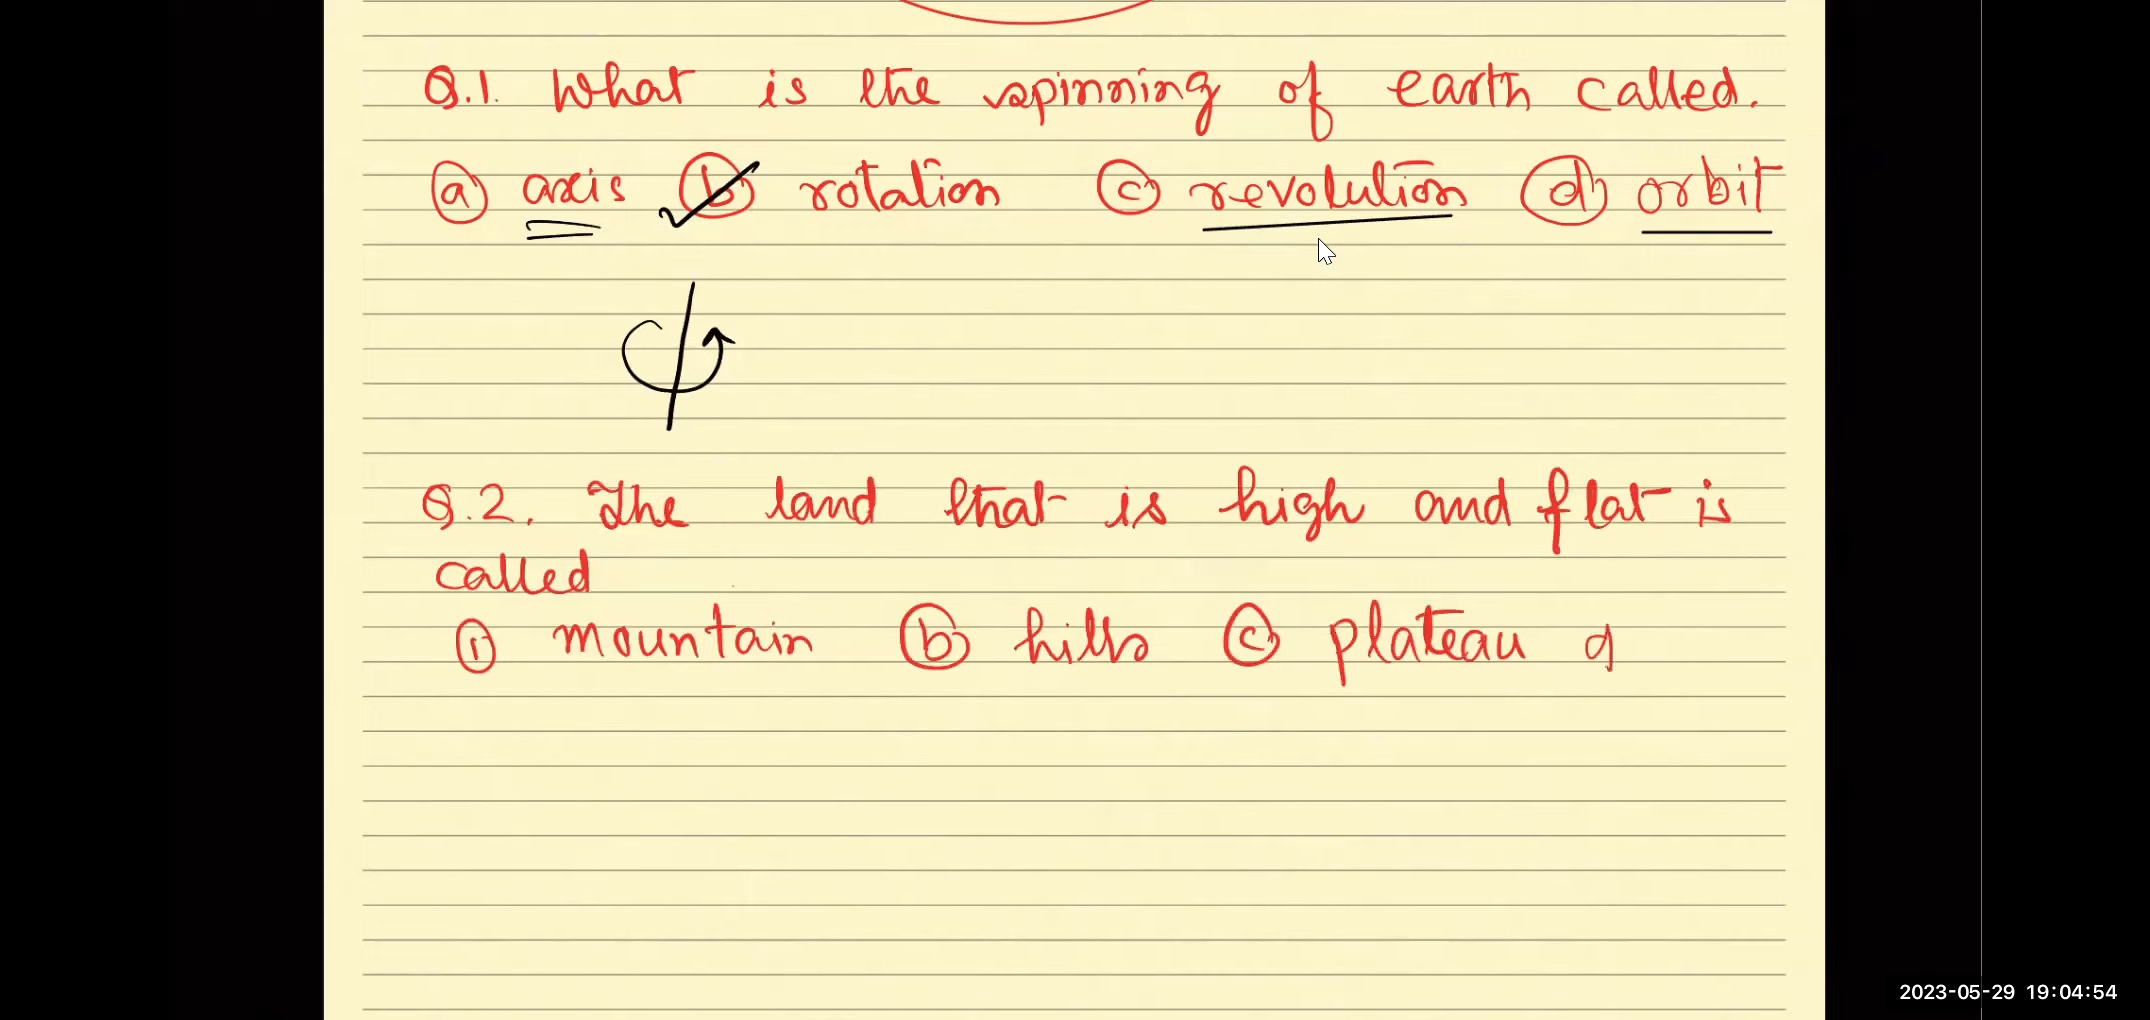 Q.1. What is the spinning of earth called.
(a) axis (b) rotation (c) revolution (d) orbit
Q.2. The land that is high and flat is
called
(1) mountain (b) hills (c) plateau d
2023-05-29 19:04:54